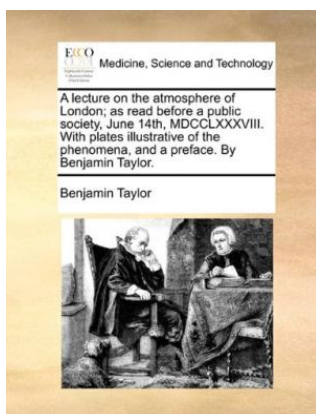 ECCO
Medicine, Science and Technology
A lecture on the atmosphere of
London; as read before a public
society, June 14th, MDCCLXXXVIII.
With plates illustrative of the
phenomena, and a preface. By
Benjamin Taylor.
Benjamin Taylor